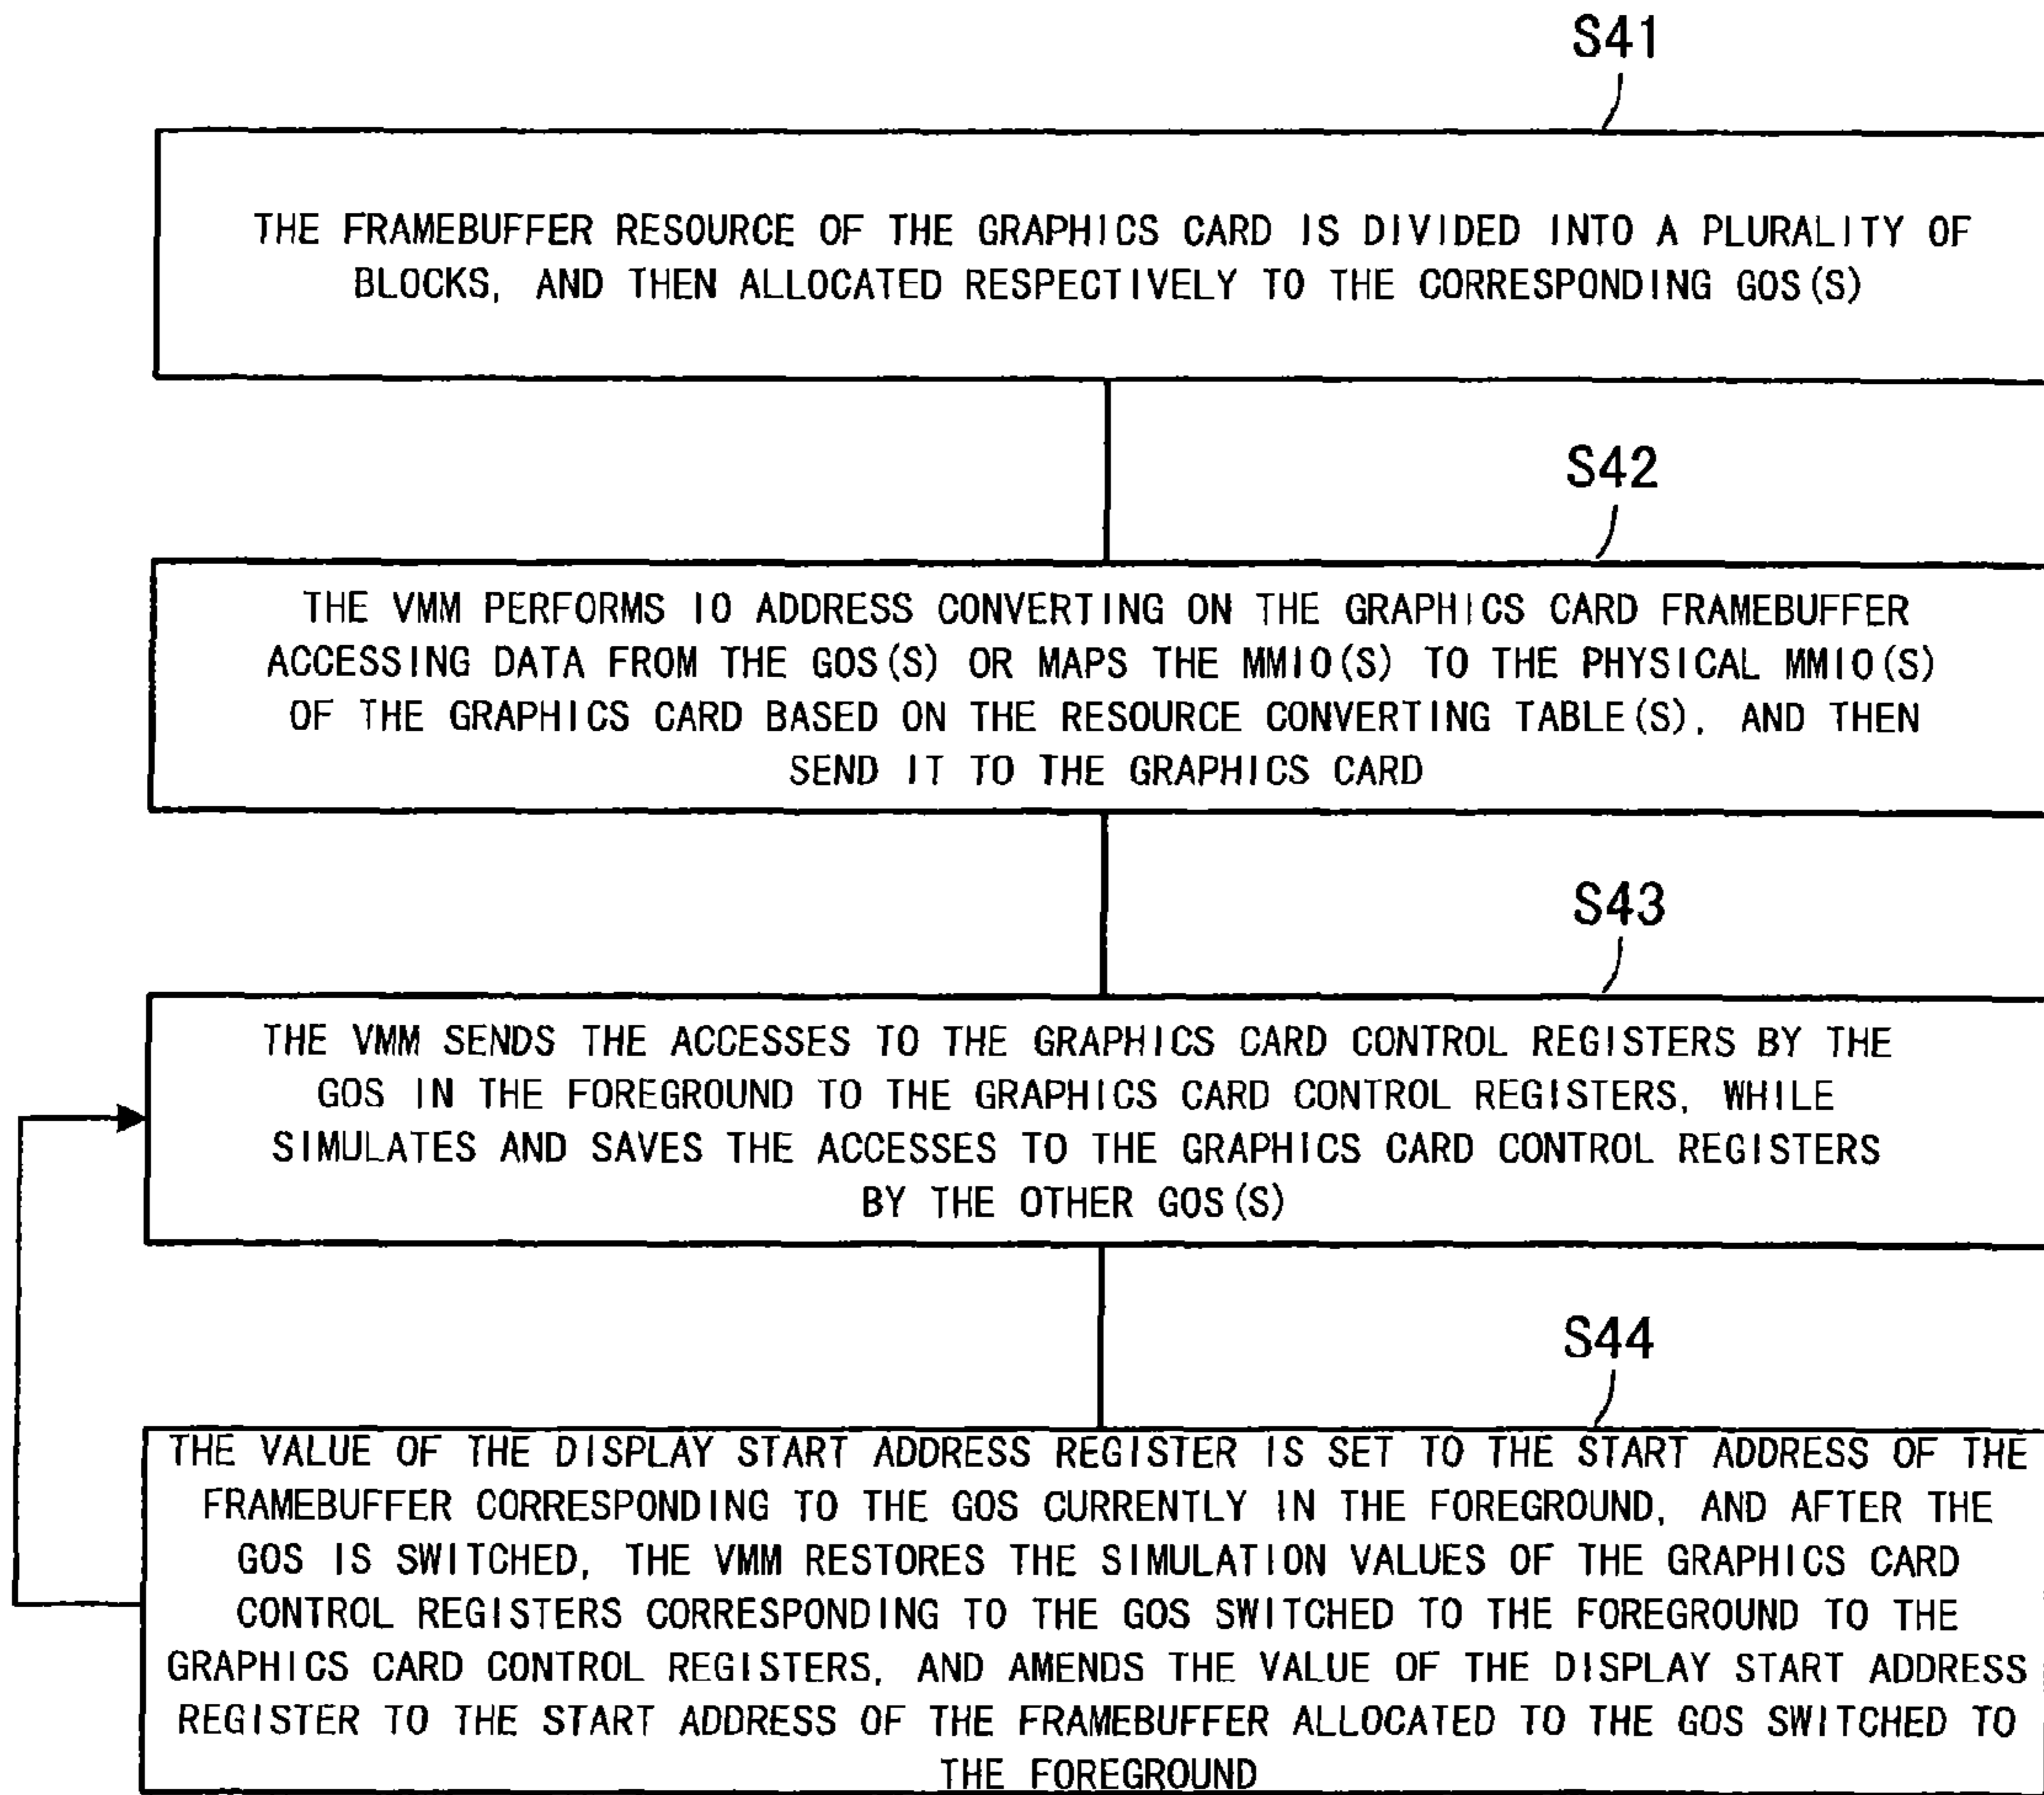 S41
THE FRAMEBUFFER RESOURCE OF THE GRAPHICS CARD IS DIVIDED INTO A PLURALITY OF
BLOCKS, AND THEN ALLOCATED RESPECTIVELY TO THE CORRESPONDING GOS(S)
S42
THE VMM PERFORMS IO ADDRESS CONVERTING ON THE GRAPHICS CARD FRAMEBUFFER
ACCESSING DATA FROM THE GOS(S) OR MAPS THE MMIO(S) TO THE PHYSICAL MMIO(S)
OF THE GRAPHICS CARD BASED ON THE RESOURCE CONVERTING TABLE(S), AND THEN
SEND IT TO THE GRAPHICS CARD
S43
THE VMM SENDS THE ACCESSES TO THE GRAPHICS CARD CONTROL REGISTERS BY THE
GOS IN THE FOREGROUND TO THE GRAPHICS CARD CONTROL REGISTERS, WHILE
SIMULATES AND SAVES THE ACCESSES TO THE GRAPHICS CARD CONTROL REGISTERS
BY THE OTHER GOS(S)
S44
THE VALUE OF THE DISPLAY START ADDRESS REGISTER IS SET TO THE START ADDRESS OF THE
FRAMEBUFFER CORRESPONDING TO THE GOS CURRENTLY IN THE FOREGROUND, AND AFTER THE
GOS IS SWITCHED, THE VMM RESTORES THE SIMULATION VALUES OF THE GRAPHICS CARD
CONTROL REGISTERS CORRESPONDING TO THE GOS SWITCHED TO THE FOREGROUND TO THE
GRAPHICS CARD CONTROL REGISTERS, AND AMENDS THE VALUE OF THE DISPLAY START ADDRESS
REGISTER TO THE START ADDRESS OF THE FRAMEBUFFER ALLOCATED TO THE GOS SWITCHED TO
THE FOREGROUND